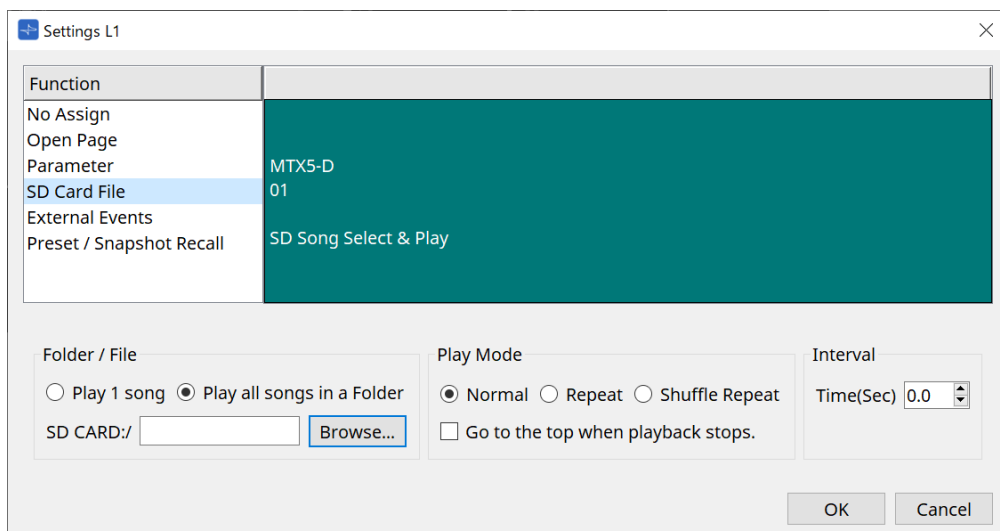 Settings L1
Function
No Assign
Open Page
Parameter
SD Card File
External Events
Preset / Snapshot Recall
MTX5-D
01
SD Song Select & Play
Folder / File
Play 1 song Play all songs in a Folder
SD CARD:/ Browse...
Play Mode
Normal Repeat Shuffle Repeat
Go to the top when playback stops.
Interval
Time(Sec) 0.0
OK Cancel